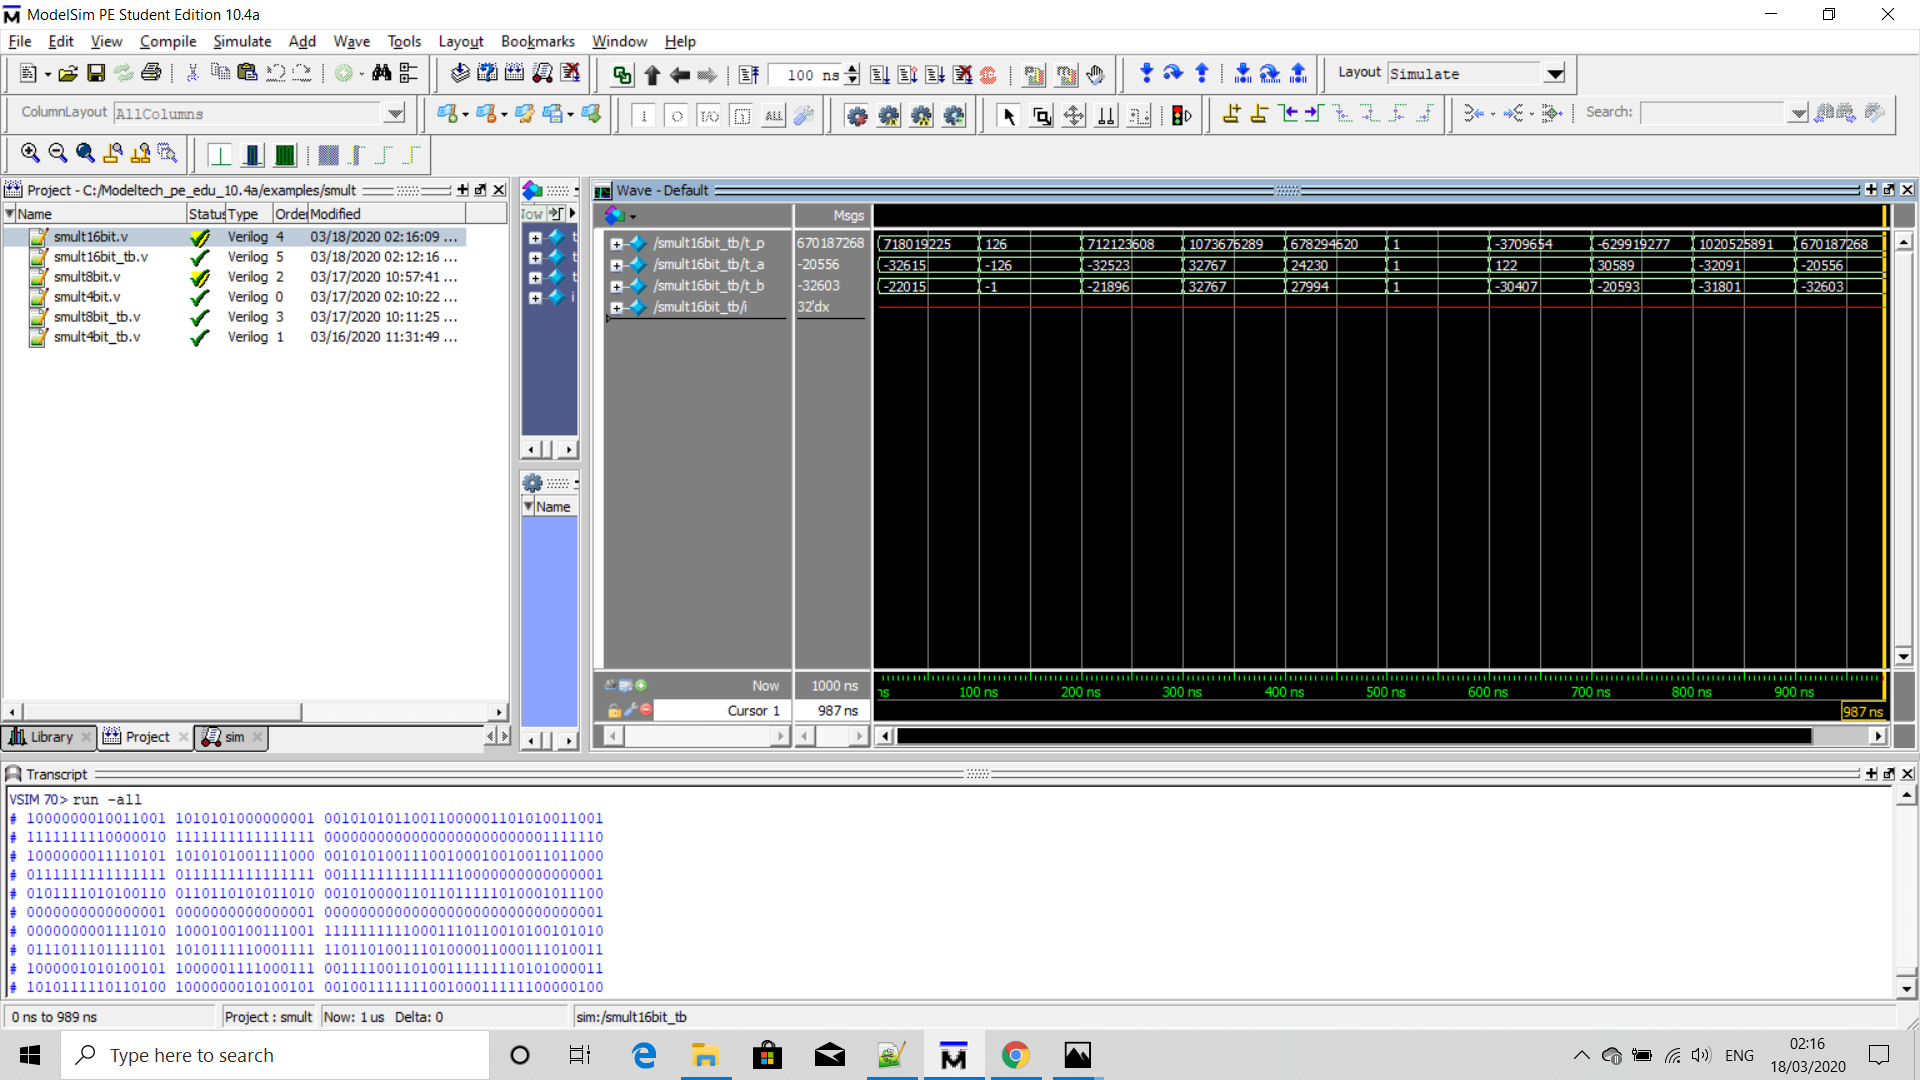 ModelSim PE Student Edition 10.4a
File Edit View Compile Simulate Add Wave Tools Layout Bookmarks Window Help
100 ns
Layout Simulate
ColumnLayout AllColumns
Search:
Project - C:/Modeltech_pe_edu_10.4a/examples/smult
Name Status Type Order Modified
smult16bit.v Verilog 4 03/18/2020 02:16:09 ...
smult16bit_tb.v Verilog 5 03/18/2020 02:12:16 ...
smult8bit.v Verilog 2 03/17/2020 10:57:41 ...
smult4bit.v Verilog 0 03/17/2020 02:10:22 ...
smult8bit_tb.v Verilog 3 03/17/2020 10:11:25 ...
smult4bit_tb.v Verilog 1 03/16/2020 11:31:49 ...
Library Project sim
Name
Wave - Default
Msgs
/smult16bit_tb/t_p 670187268 718019225 126 712123608 1073676289 678294620 1 -3709654 -629919277 1020525891 670187268
/smult16bit_tb/t_a -20556 -32615 -126 -32523 32767 24230 1 122 30589 -32091 -20556
/smult16bit_tb/t_b -32603 -22015 -1 -21896 32767 27994 1 -30407 -20593 -31801 -32603
/smult16bit_tb/i 32'dx
Now 1000 ns ns 100 ns 200 ns 300 ns 400 ns 500 ns 600 ns 700 ns 800 ns 900 ns
Cursor 1 987 ns 987 ns
Transcript
VSIM 70> run -all
# 1000000010011001 1010101000000001 00101010110011000001101010011001
# 1111111110000010 1111111111111111 00000000000000000000000001111110
# 1000000011110101 1010101001111000 00101010011100100010010011011000
# 0111111111111111 0111111111111111 00111111111111110000000000000001
# 0101111010100110 0110110101011010 00101000011011011111010001011100
# 0000000000000001 0000000000000001 00000000000000000000000000000001
# 0000000001111010 1000100100111001 11111111110001110110010100101010
# 0111011101111101 1010111110001111 11011010011101000011000111010011
# 1000001010100101 1000001111000111 00111100110100111111110101000011
# 1010111110110100 1000000010100101 00100111111100100011111100000100
0 ns to 989 ns Project : smult Now: 1 us Delta: 0 sim:/smult16bit_tb
Type here to search
ENG
02:16
18/03/2020